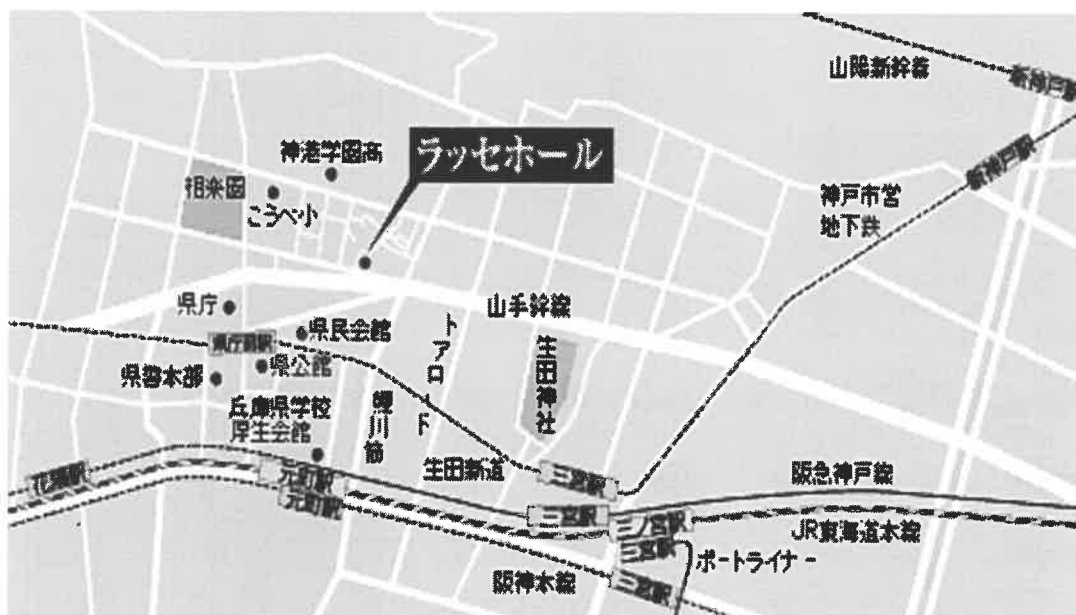 山陽新幹線
新神戸駅
神港学園高
ラッセホール
相楽園
こうべ小
新神戸駅
神戸市営
地下鉄
県庁
山手幹線
県庁前駅
県民会館
トアロード
生田神社
県公館
県警本部
兵庫県学校
厚生会館
鯉川筋
生田新道
三宮駅
阪急神戸線
花隈駅
元町駅
元町駅
三宮駅
三ノ宮駅
JR東海道本線
三宮駅
ポートライナー
阪神本線
三宮駅